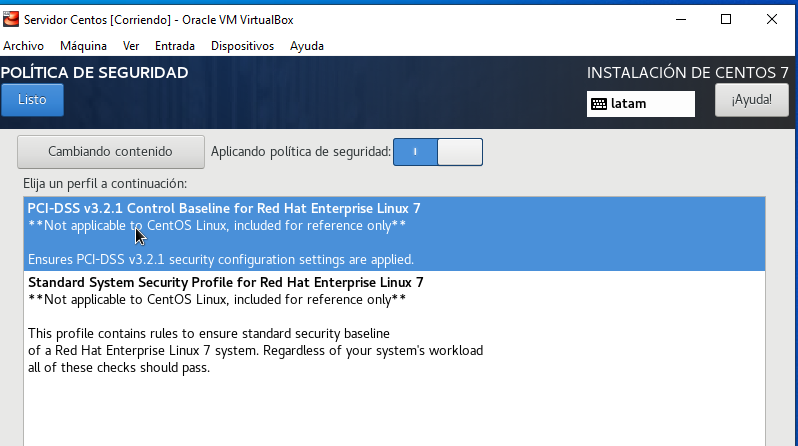 Servidor Centos [Corriendo] - Oracle VM VirtualBox
Archivo Máquina Ver Entrada Dispositivos Ayuda
POLÍTICA DE SEGURIDAD
INSTALACIÓN DE CENTOS 7
Listo
latam
¡Ayuda!
Cambiando contenido
Aplicando política de seguridad:
Elija un perfil a continuación:
PCI-DSS v3.2.1 Control Baseline for Red Hat Enterprise Linux 7
**Not applicable to CentOS Linux, included for reference only**
Ensures PCI-DSS v3.2.1 security configuration settings are applied.
Standard System Security Profile for Red Hat Enterprise Linux 7
**Not applicable to CentOS Linux, included for reference only**
This profile contains rules to ensure standard security baseline
of a Red Hat Enterprise Linux 7 system. Regardless of your system's workload
all of these checks should pass.